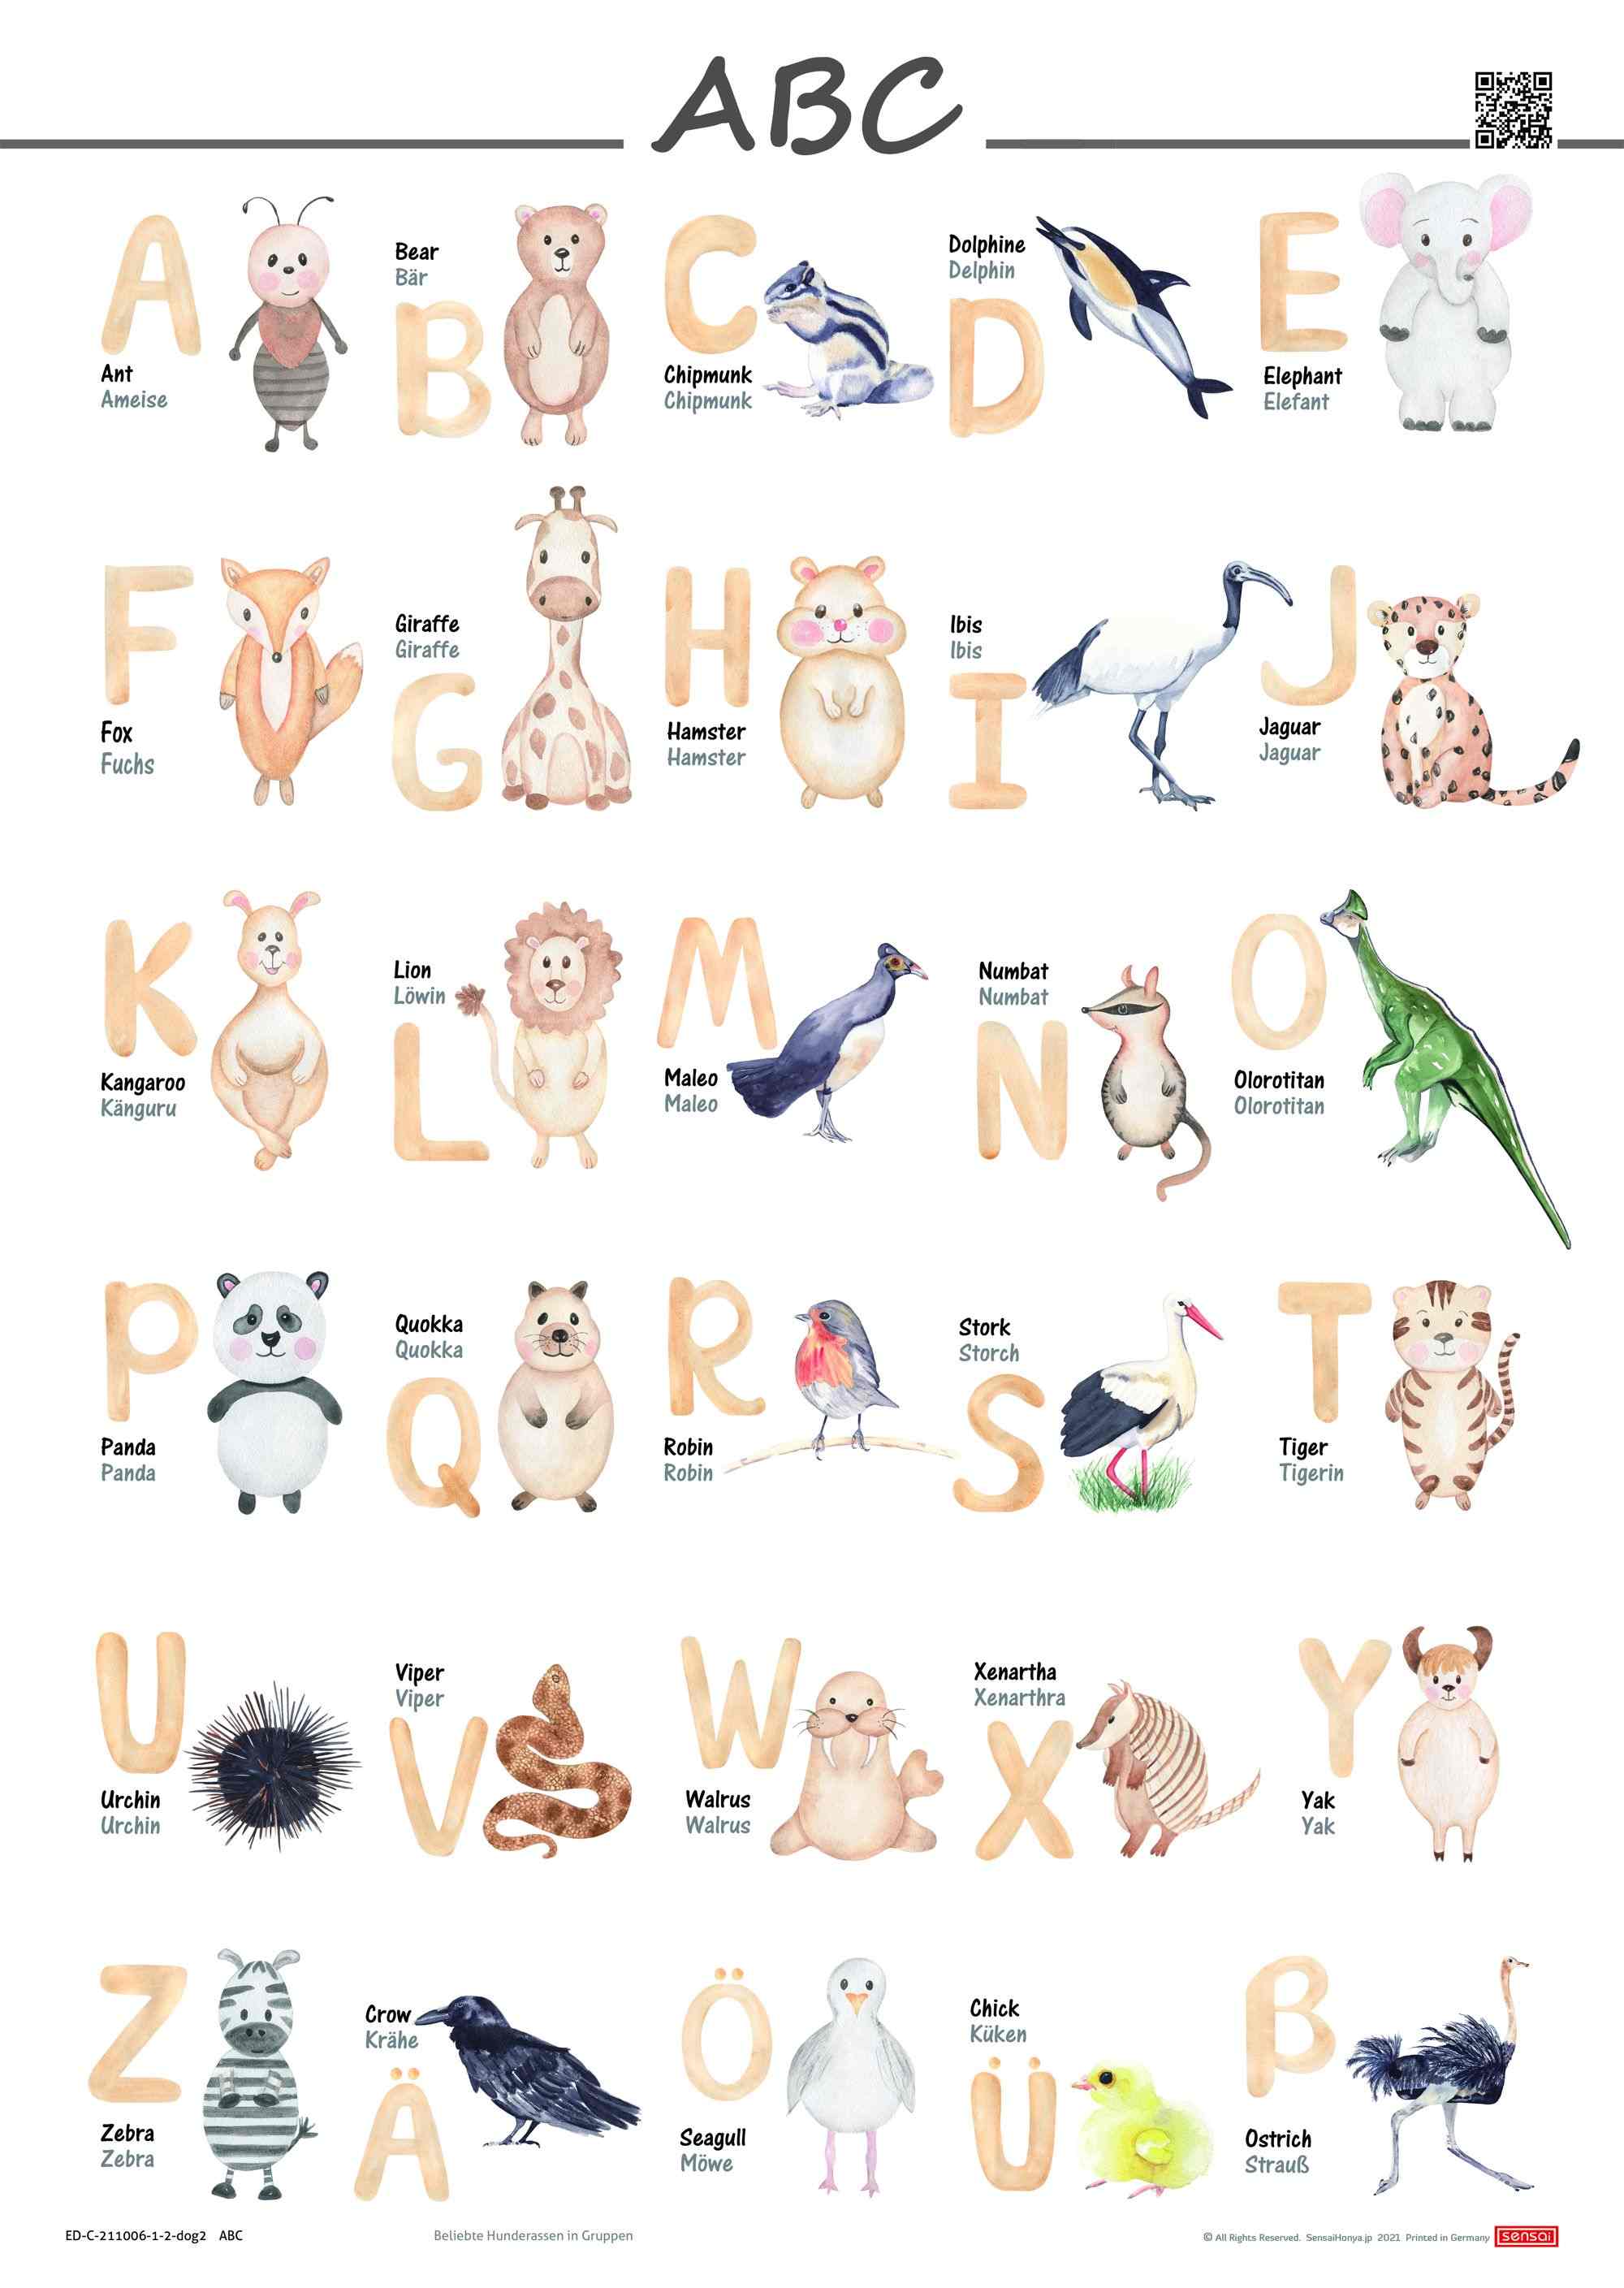 ABC
A
Ant
Ameise
Bear
Bär
B
C
Chipmunk
Chipmunk
Dolphine
Delphin
D
E
Elephant
Elefant
F
Fox
Fuchs
Giraffe
Giraffe
G
H
Hamster
Hamster
Ibis
Ibis
I
J
Jaguar
Jaguar
K
Kangaroo
Känguru
Lion
Löwin
L
M
Maleo
Maleo
Numbat
Numbat
N
O
Olorotitan
Olorotitan
P
Panda
Panda
Quokka
Quokka
Q
R
Robin
Robin
Stork
Storch
S
T
Tiger
Tigerin
U
Urchin
Urchin
Viper
Viper
V
W
Walrus
Walrus
Xenartha
Xenarthra
X
Y
Yak
Yak
Z
Zebra
Zebra
Crow
Krähe
Ä
Ö
Seagull
Möwe
Chick
Küken
Ü
ß
Ostrich
Strauß
ED-C-211006-1-2-dog2 ABC
Beliebte Hunderassen in Gruppen
© All Rights Reserved. SensaiHonya.jp 2021 Printed in Germany
sensai